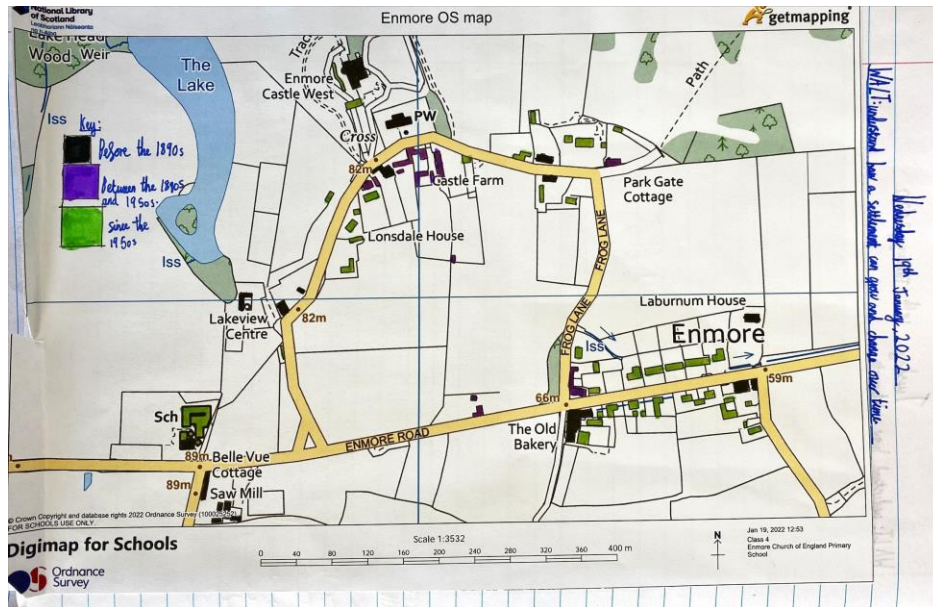 National Library
of Scotland
Leabharlann Nàiseanta
Enmore OS map
getmapping
Lake Head
Wood
Weir
The
Lake
Iss
Key:
Before the 1890s
Between the 1890s
and 1950s.
since the
1950s
Iss
Track
Enmore
Castle West
Cross
PW
82m
Castle Farm
Lonsdale House
Path
Park Gate
Cottage
FROG LANE
FROG LANE
Lakeview
Centre
82m
Laburnum House
Enmore
Iss
59m
66m
The Old
Bakery
Sch
ENMORE ROAD
89m
Belle Vue
Cottage
89m
Saw Mill
© Crown Copyright and database rights 2022 Ordnance Survey
FOR SCHOOLS USE ONLY.
Digimap for Schools
Ordnance
Survey
Scale 1:3532
0 40 80 120 160 200 240 280 320 360 400 m
N
Jan 19, 2022 12:53
Class 4
Enmore Church of England Primary
School
Wednesday 19th January, 2022
WALT: understand how a settlement can grow and change over time